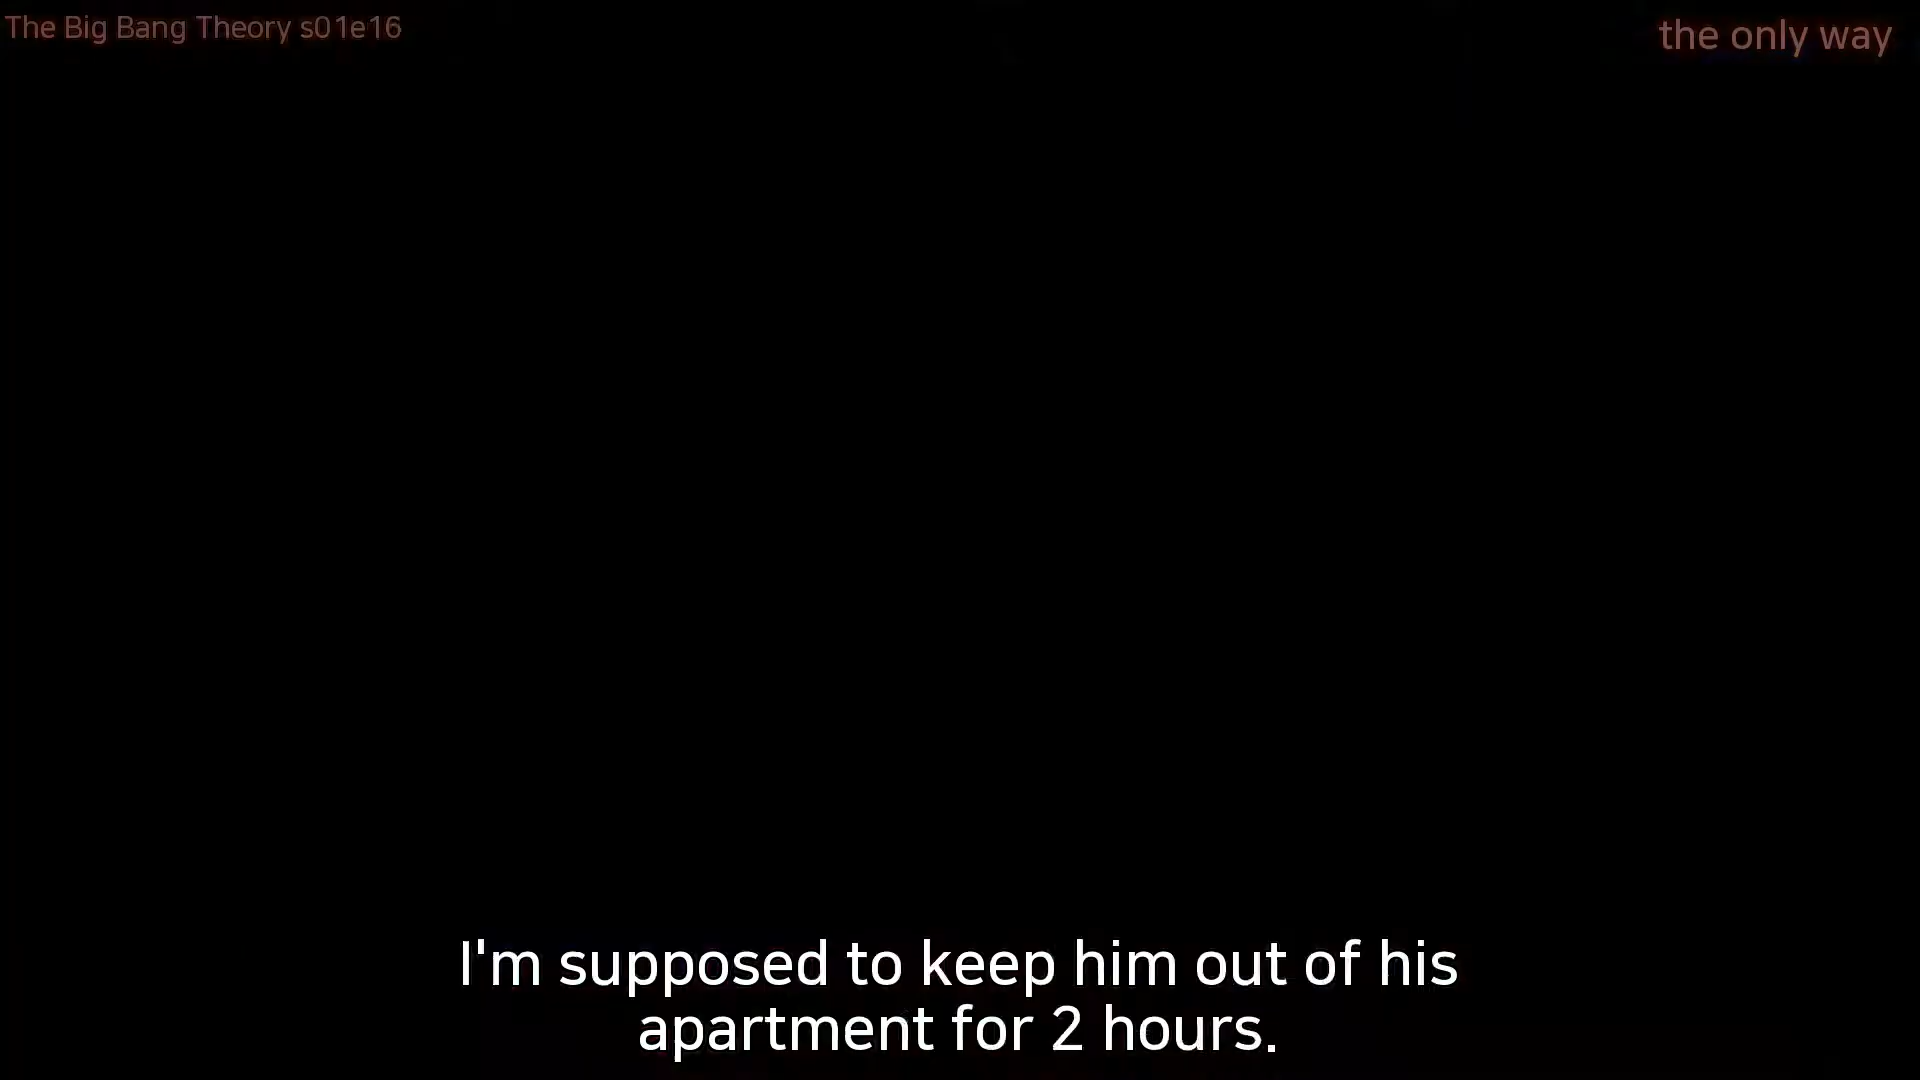 The Big Bang Theory s01e16
the only way
I'm supposed to keep him out of his
apartment for 2 hours.